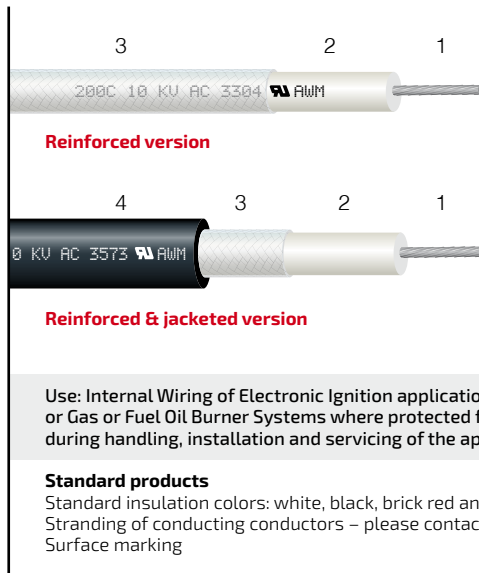 3 2 1
200C 10 KV AC 3304 RU AWM
Reinforced version
4 3 2 1
0 KV AC 3573 RU AWM
Reinforced & jacketed version
Use: Internal Wiring of Electronic Ignition applicatio
or Gas or Fuel Oil Burner Systems where protected f
during handling, installation and servicing of the ap
Standard products
Standard insulation colors: white, black, brick red an
Stranding of conducting conductors – please contac
Surface marking